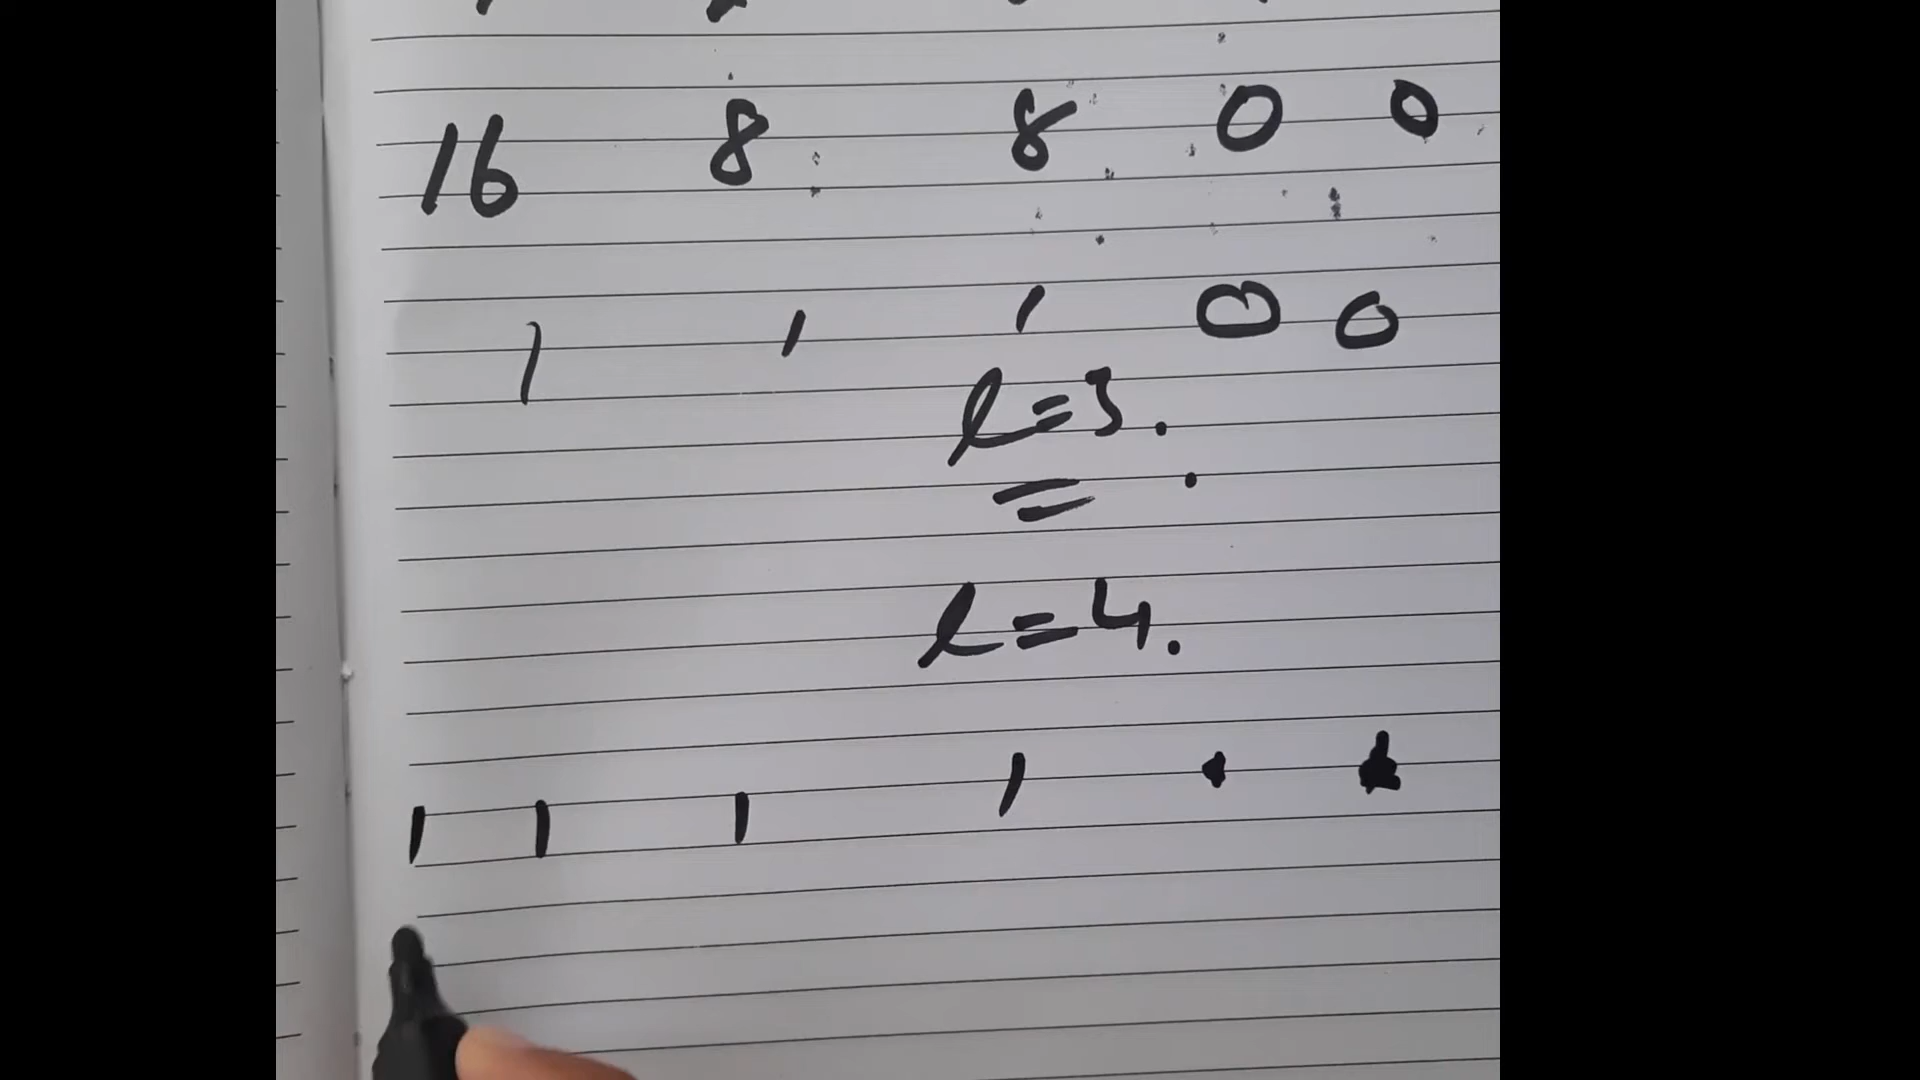 16 8 8 0 0
1 1 1 0 0
l=3.
=
l=4.
1 1 1 1